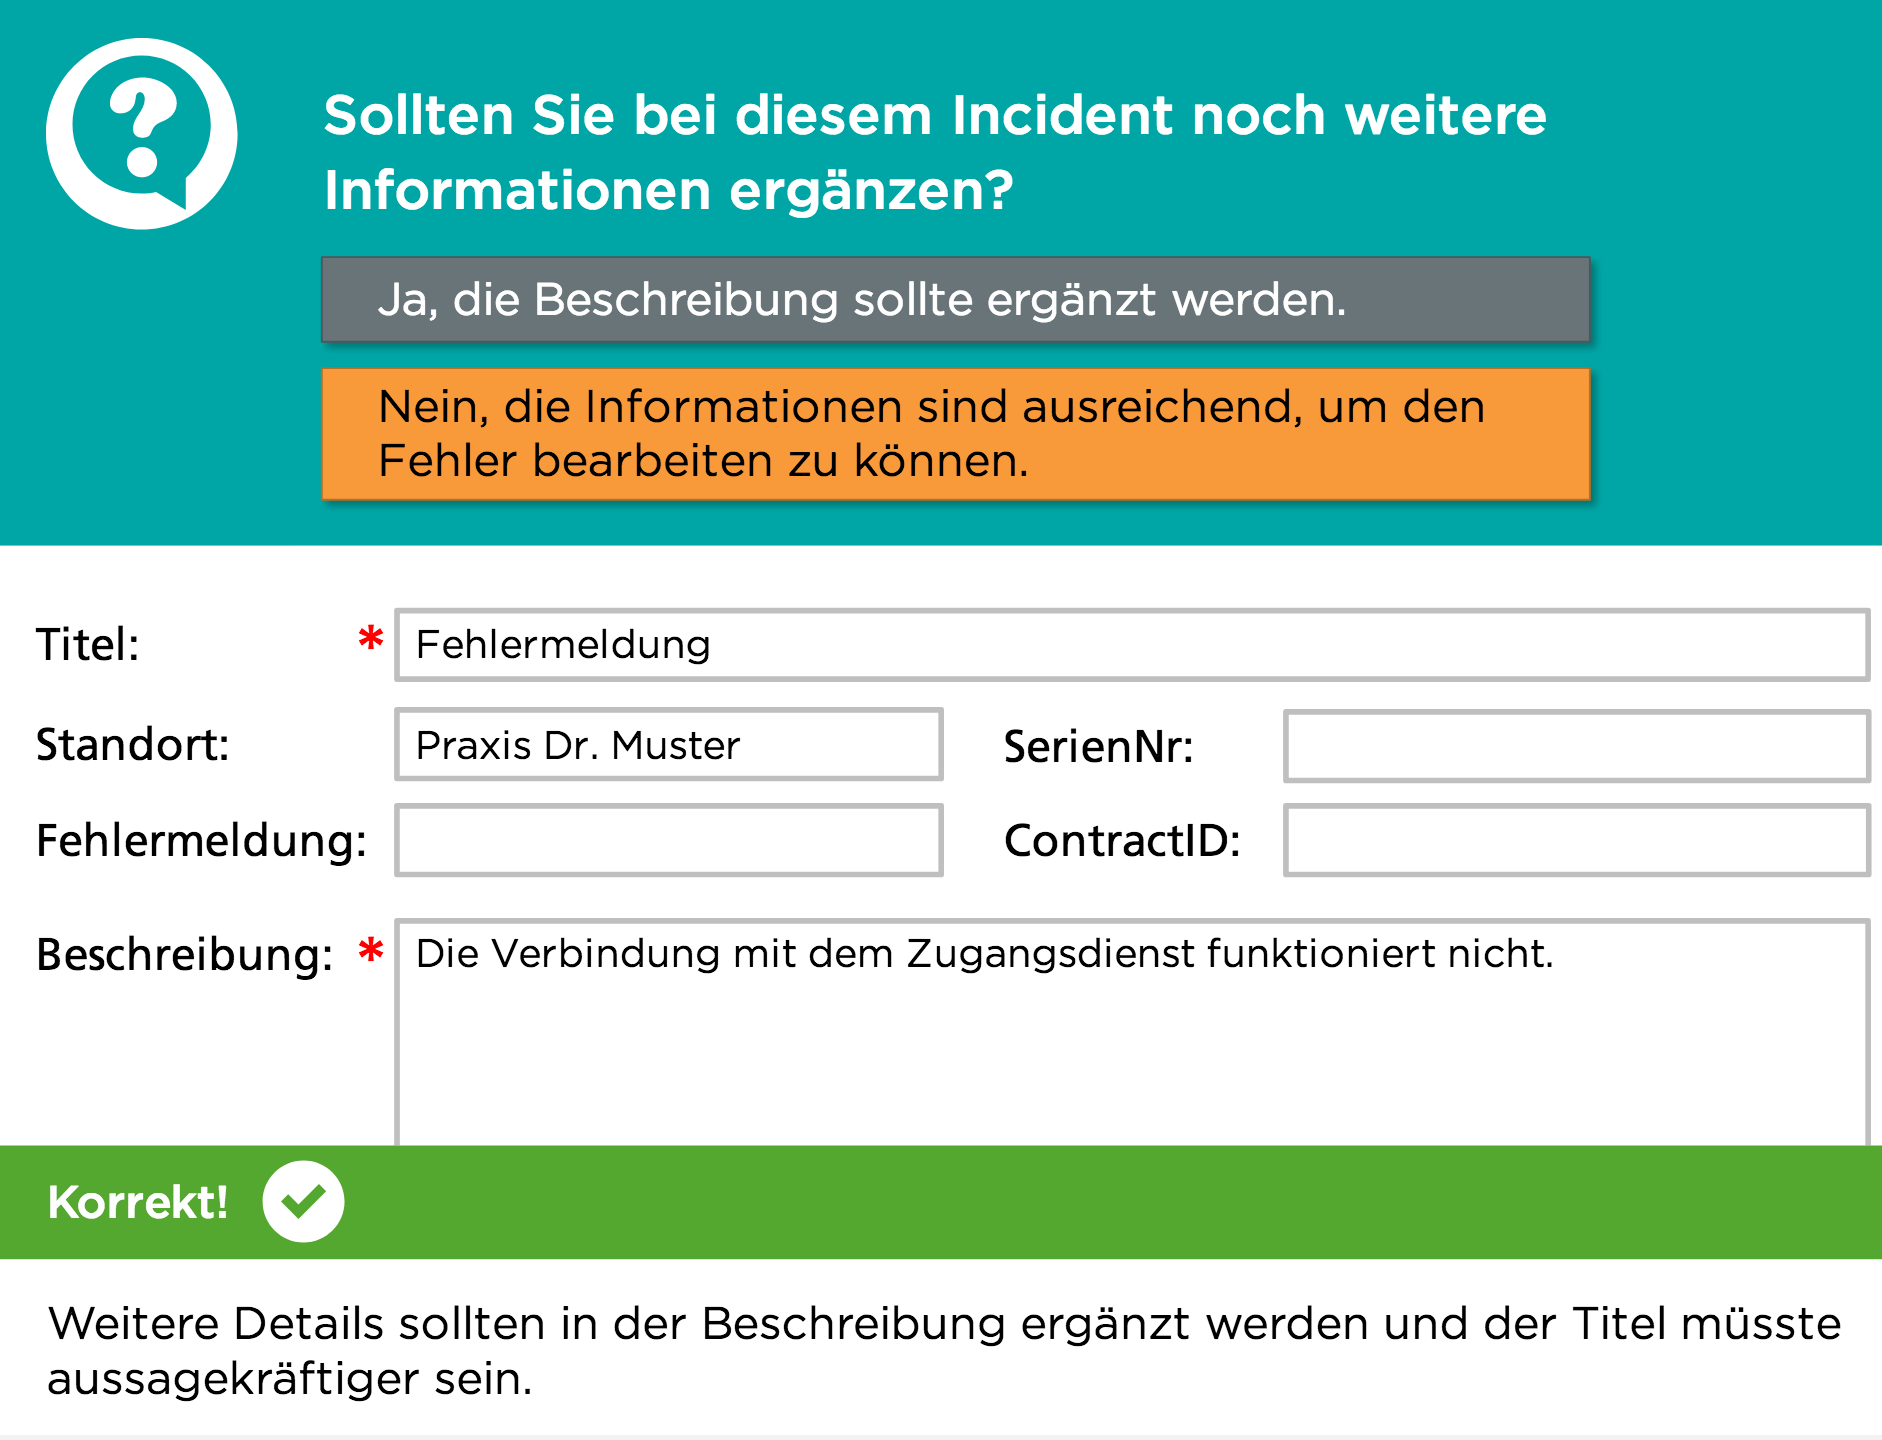 Sollten Sie bei diesem Incident noch weitere
Informationen ergänzen?
Ja, die Beschreibung sollte ergänzt werden.
Nein, die Informationen sind ausreichend, um den
Fehler bearbeiten zu können.
Titel: * Fehlermeldung
Standort: Praxis Dr. Muster SerienNr:
Fehlermeldung: ContractID:
Beschreibung: * Die Verbindung mit dem Zugangsdienst funktioniert nicht.
Korrekt!
Weitere Details sollten in der Beschreibung ergänzt werden und der Titel müsste
aussagekräftiger sein.